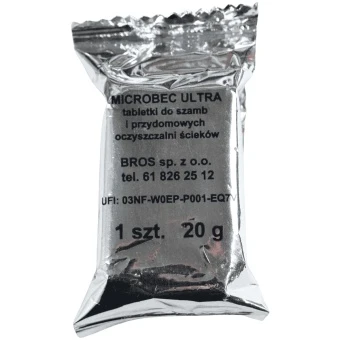 MICROBEC ULTRA
tabletki do szamb
i przydomowych
oczyszczalni ścieków
BROS sp. z o.o.
tel. 61 826 25 12
UFI: 03NF-W0EP-P001-EQ7V
1 szt. 20 g